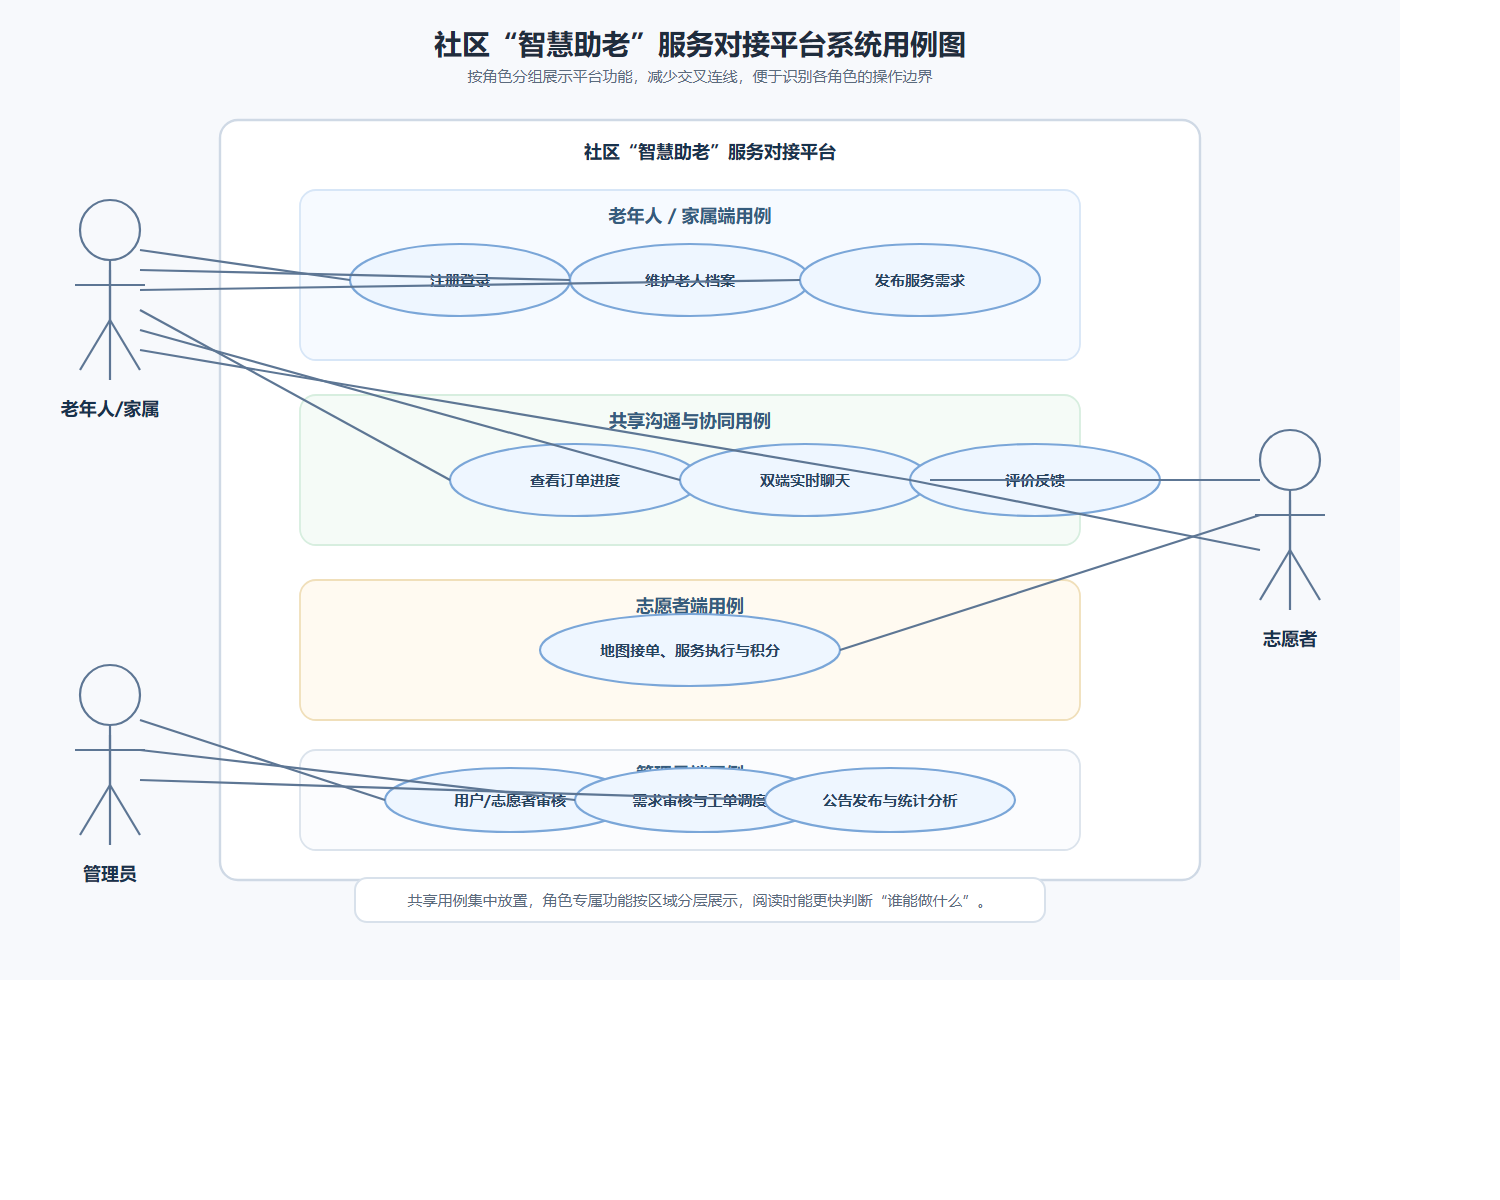 社区“智慧助老”服务对接平台系统用例图
按角色分组展示平台功能，减少交叉连线，便于识别各角色的操作边界
社区“智慧助老”服务对接平台
老年人 / 家属端用例
注册登录
维护老人档案
发布服务需求
老年人/家属
共享沟通与协同用例
查看订单进度
双端实时聊天
评价反馈
志愿者
志愿者端用例
地图接单、服务执行与积分
管理员端用例
用户/志愿者审核
需求审核与工单调度
公告发布与统计分析
管理员
共享用例集中放置，角色专属功能按区域分层展示，阅读时能更快判断“谁能做什么”。